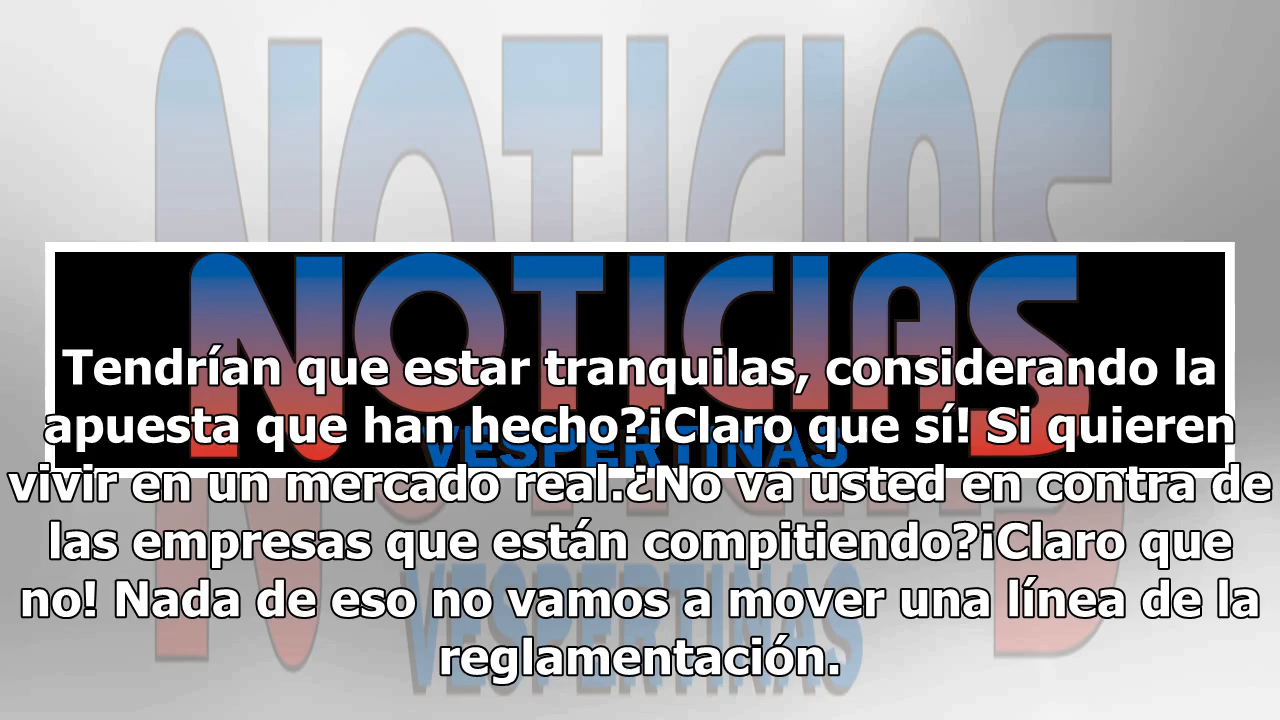 NOTICIAS
VESPERTINAS
NOTICIAS
VESPERTINAS
Tendrían que estar tranquilas, considerando la
apuesta que han hecho?¡Claro que sí! Si quieren
vivir en un mercado real.¿No va usted en contra de
las empresas que están compitiendo?¡Claro que
no! Nada de eso no vamos a mover una línea de la
reglamentación.